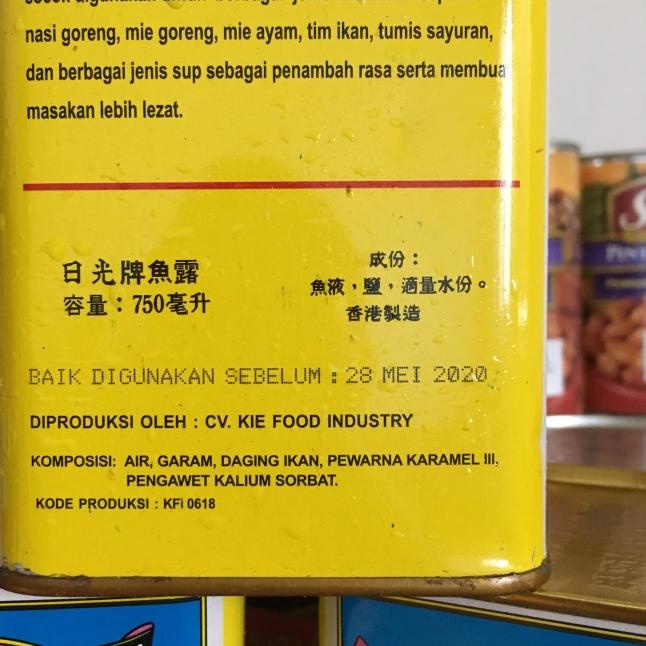 nasi goreng, mie goreng, mie ayam, tim ikan, tumis sayuran,
dan berbagai jenis sup sebagai penambah rasa serta membua
masakan lebih lezat.
日光牌魚露
容量：750毫升
成份：
魚液，鹽，適量水份。
香港製造
BAIK DIGUNAKAN SEBELUM : 28 MEI 2020
DIPRODUKSI OLEH : CV. KIE FOOD INDUSTRY
KOMPOSISI: AIR, GARAM, DAGING IKAN, PEWARNA KARAMEL III,
PENGAWET KALIUM SORBAT.
KODE PRODUKSI : KFi 0618